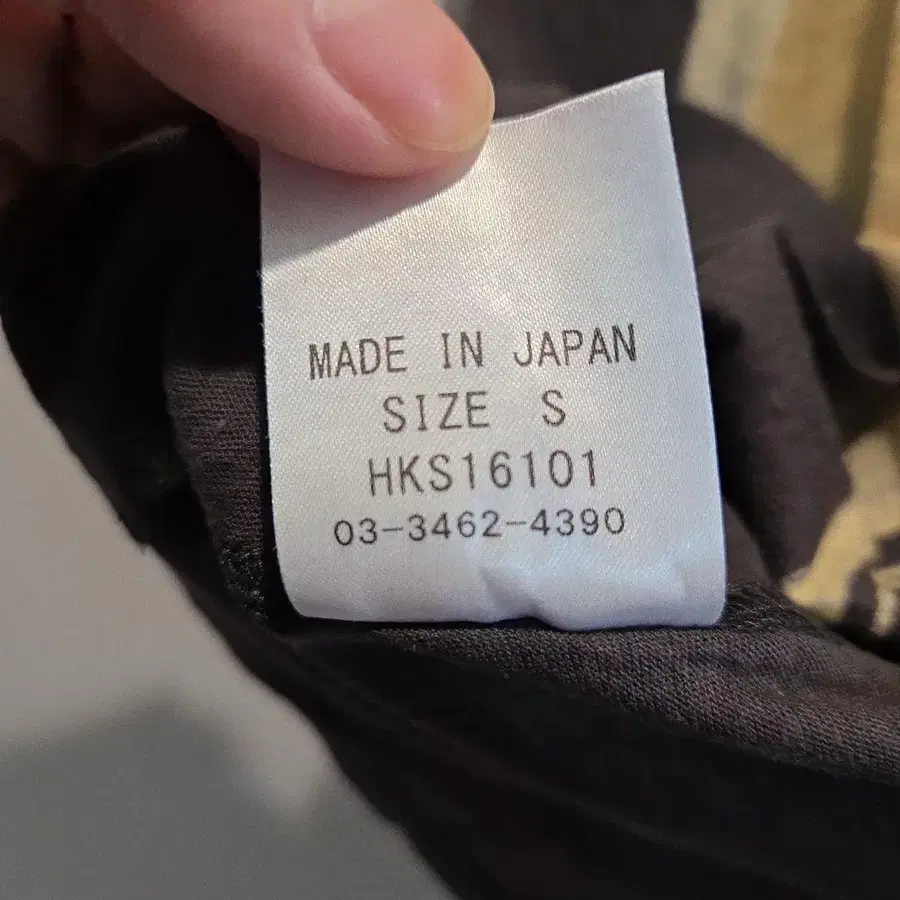 MADE IN JAPAN
SIZE S
HKS16101
03-3462-4390